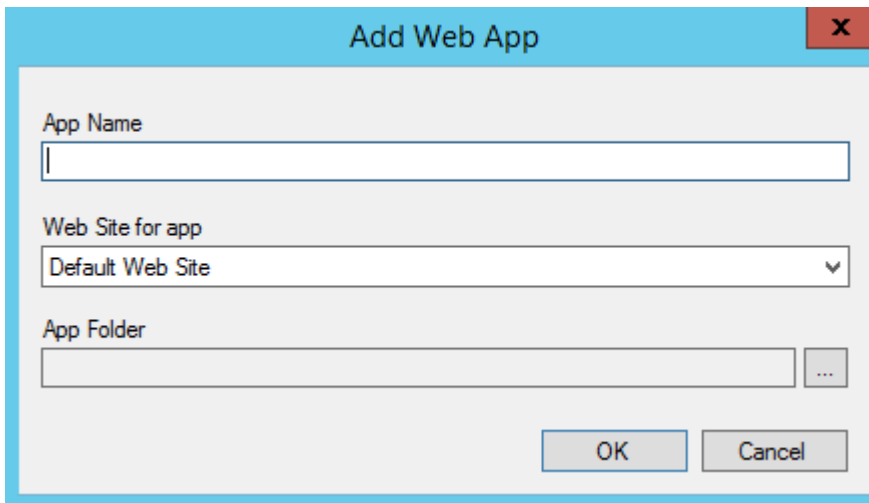 Add Web App
x
App Name
Web Site for app
Default Web Site
App Folder
...
OK Cancel